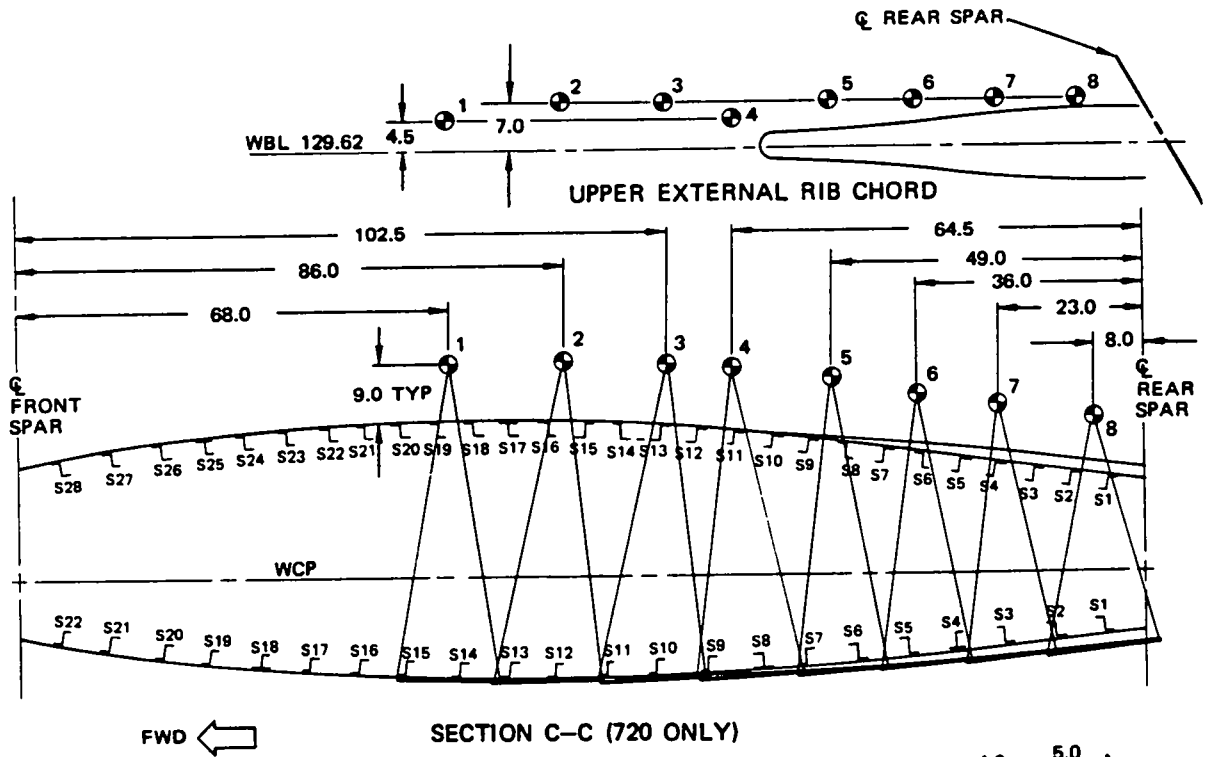 ℄ REAR SPAR
1 2 3 4 5 6 7 8
4.5 7.0
WBL 129.62
UPPER EXTERNAL RIB CHORD
102.5 64.5
86.0 49.0
36.0
68.0 23.0
8.0
1 2 3 4 5 6 7 8
9.0 TYP
℄
FRONT
SPAR
℄
REAR
SPAR
S28 S27 S26 S25 S24 S23 S22 S21 S20 S19 S18 S17 S16 S15 S14 S13 S12 S11 S10 S9 S8 S7 S6 S5 S4 S3 S2 S1
WCP
S22 S21 S20 S19 S18 S17 S16 S15 S14 S13 S12 S11 S10 S9 S8 S7 S6 S5 S4 S3 S2 S1
FWD
SECTION C–C (720 ONLY)
5.0